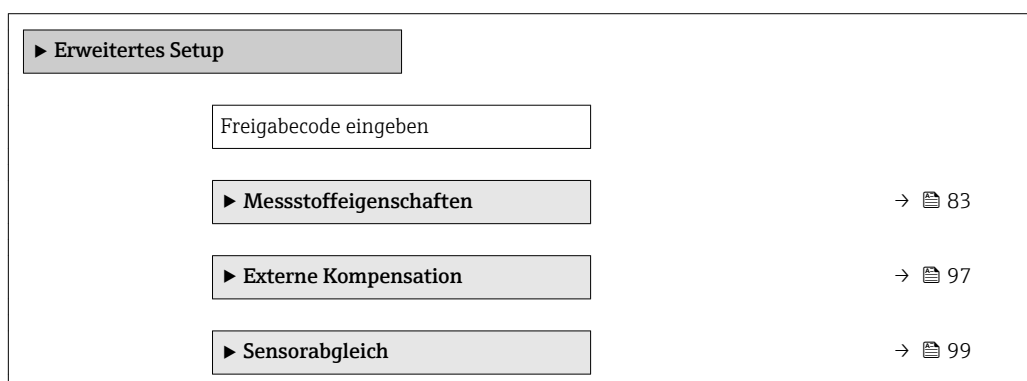 ▶ Erweitertes Setup
Freigabecode eingeben
▶ Messstoffeigenschaften → 83
▶ Externe Kompensation → 97
▶ Sensorabgleich → 99